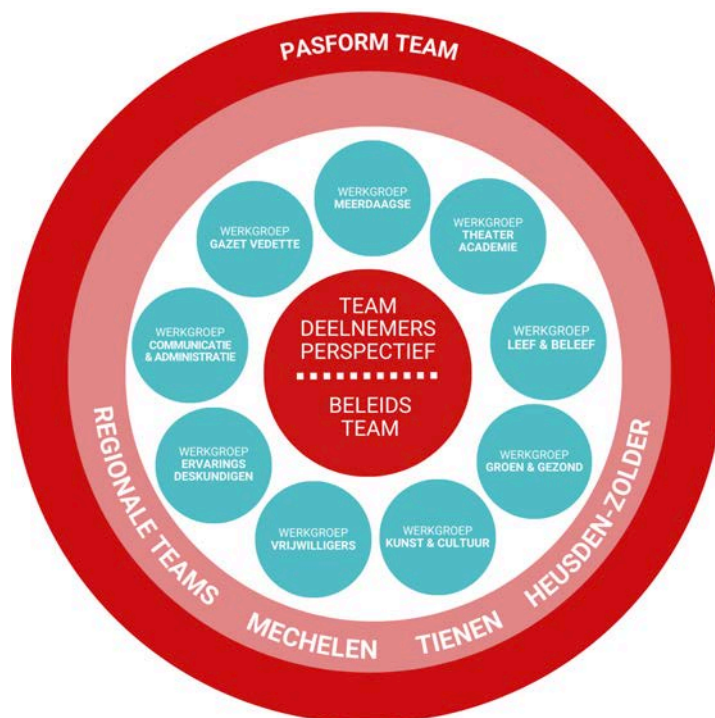 PASFORM TEAM
WERKGROEP
MEERDAAGSE
WERKGROEP
THEATER
ACADEMIE
WERKGROEP
LEEF & BELEEF
WERKGROEP
GROEN & GEZOND
WERKGROEP
KUNST & CULTUUR
WERKGROEP
VRIJWILLIGERS
WERKGROEP
ERVARINGS
DESKUNDIGEN
WERKGROEP
COMMUNICATIE
& ADMINISTRATIE
WERKGROEP
GAZET VEDETTE
TEAM
DEELNEMERS
PERSPECTIEF
BELEIDS
TEAM
REGIONALE TEAMS
MECHELEN
TIENEN
HEUSDEN-ZOLDER